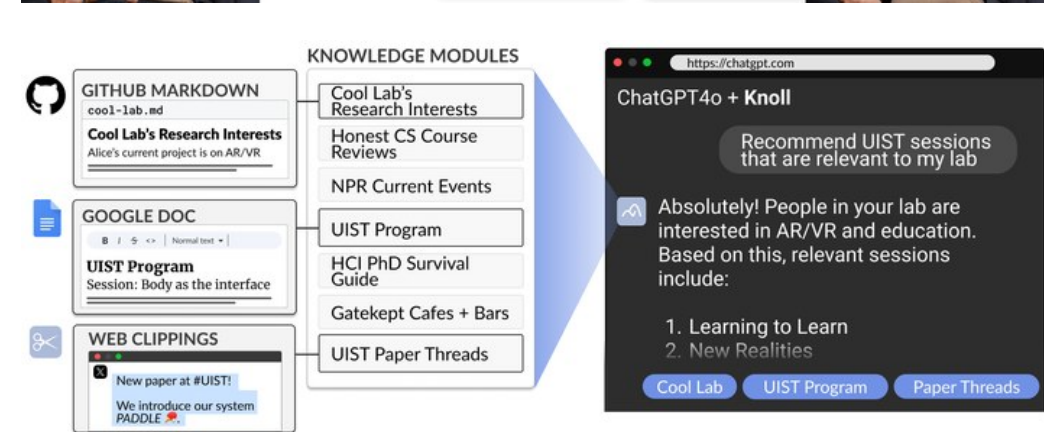 KNOWLEDGE MODULES
GITHUB MARKDOWN
cool-lab.md
Cool Lab's Research Interests
Alice's current project is on AR/VR
GOOGLE DOC
B I S <> | Normal text ▾ |
UIST Program
Session: Body as the interface
WEB CLIPPINGS
X
New paper at #UIST!
We introduce our system
PADDLE 🏓.
Cool Lab's
Research Interests
Honest CS Course
Reviews
NPR Current Events
UIST Program
HCI PhD Survival
Guide
Gatekept Cafes + Bars
UIST Paper Threads
https://chatgpt.com
ChatGPT4o + Knoll
Recommend UIST sessions
that are relevant to my lab
Absolutely! People in your lab are
interested in AR/VR and education.
Based on this, relevant sessions
include:
1. Learning to Learn
2. New Realities
Cool Lab
UIST Program
Paper Threads